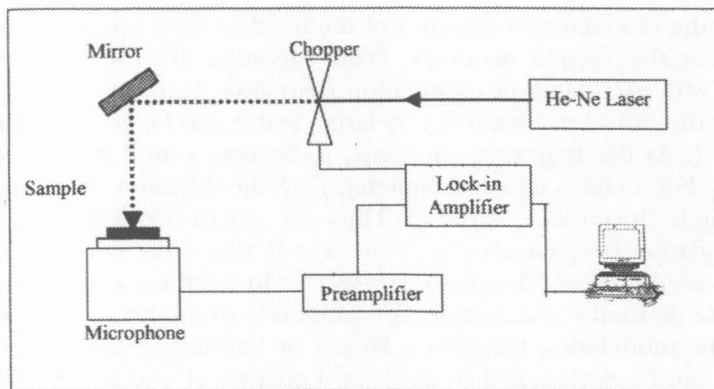 Chopper
Mirror
He-Ne Laser
Lock-in
Amplifier
Sample
Preamplifier
Microphone